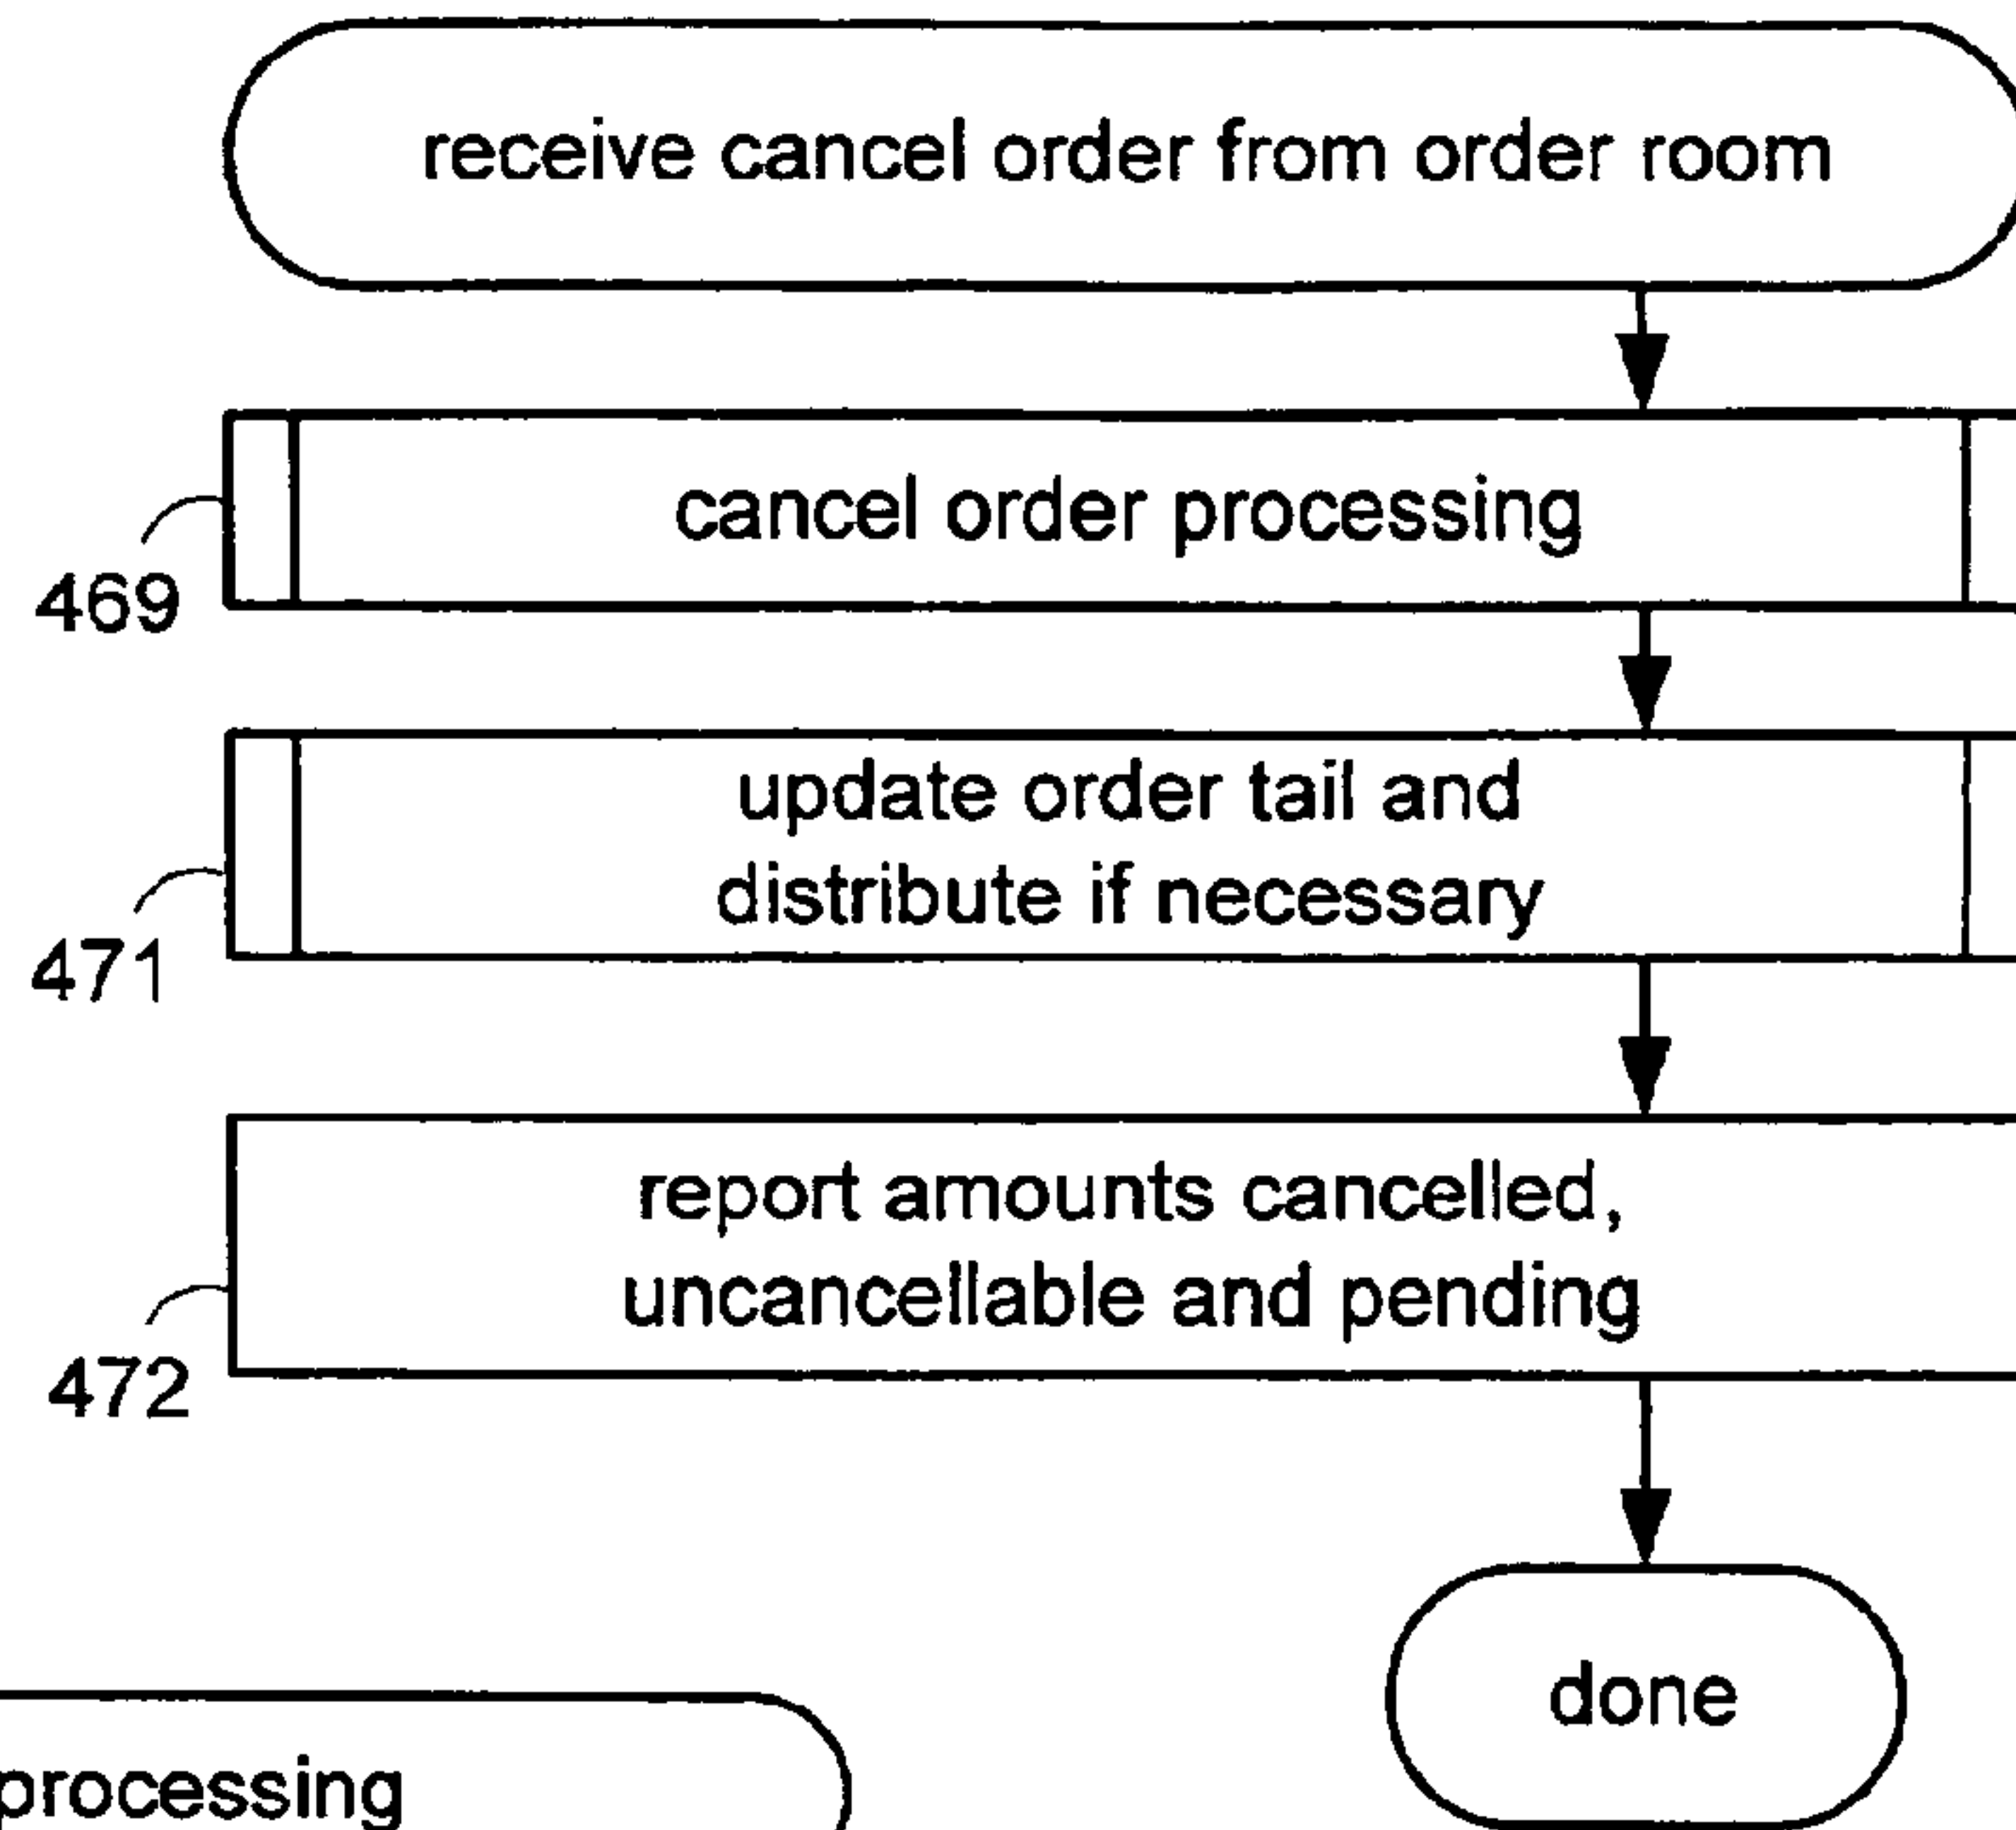 receive cancel order from order room
cancel order processing
469
update order tail and
distribute if necessary
471
report amounts cancelled,
uncancellable and pending
472
done
processing